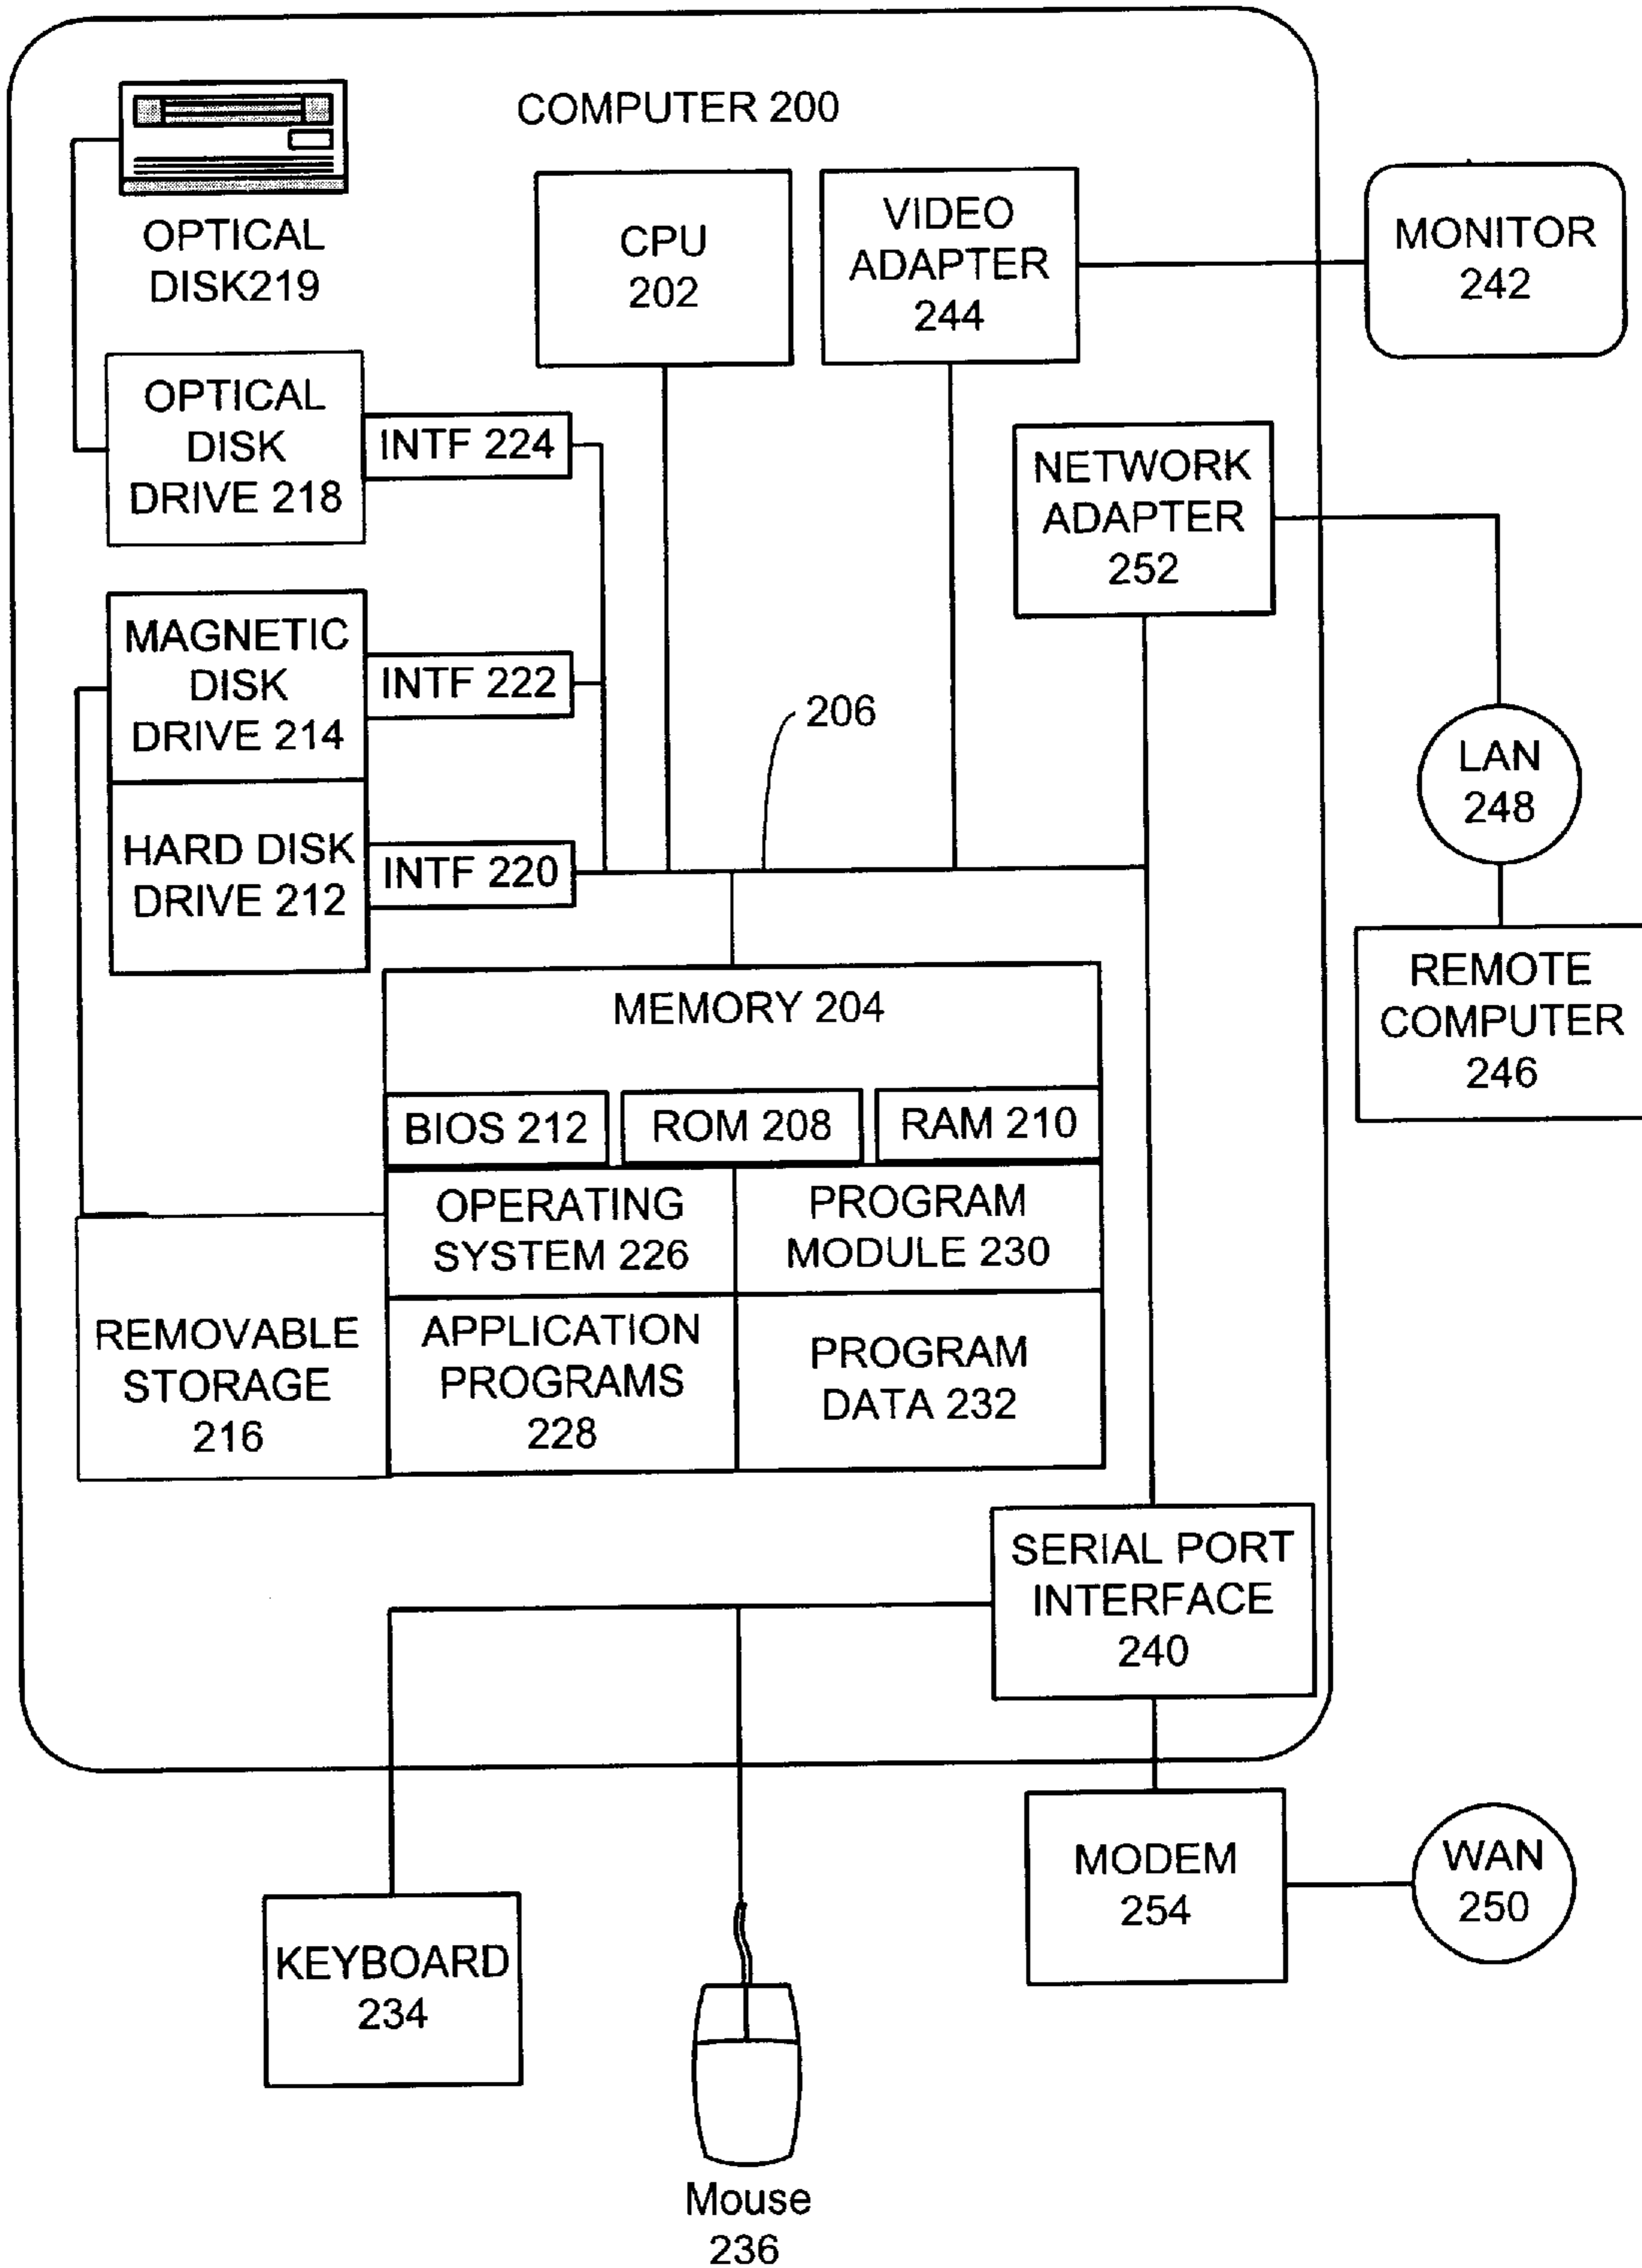 COMPUTER 200
OPTICAL
DISK219
CPU
202
VIDEO
ADAPTER
244
MONITOR
242
OPTICAL
DISK
DRIVE 218
INTF 224
NETWORK
ADAPTER
252
MAGNETIC
DISK
DRIVE 214
INTF 222
206
LAN
248
HARD DISK
DRIVE 212
INTF 220
REMOTE
COMPUTER
246
MEMORY 204
BIOS 212
ROM 208
RAM 210
OPERATING
SYSTEM 226
PROGRAM
MODULE 230
REMOVABLE
STORAGE
216
APPLICATION
PROGRAMS
228
PROGRAM
DATA 232
SERIAL PORT
INTERFACE
240
MODEM
254
WAN
250
KEYBOARD
234
Mouse
236